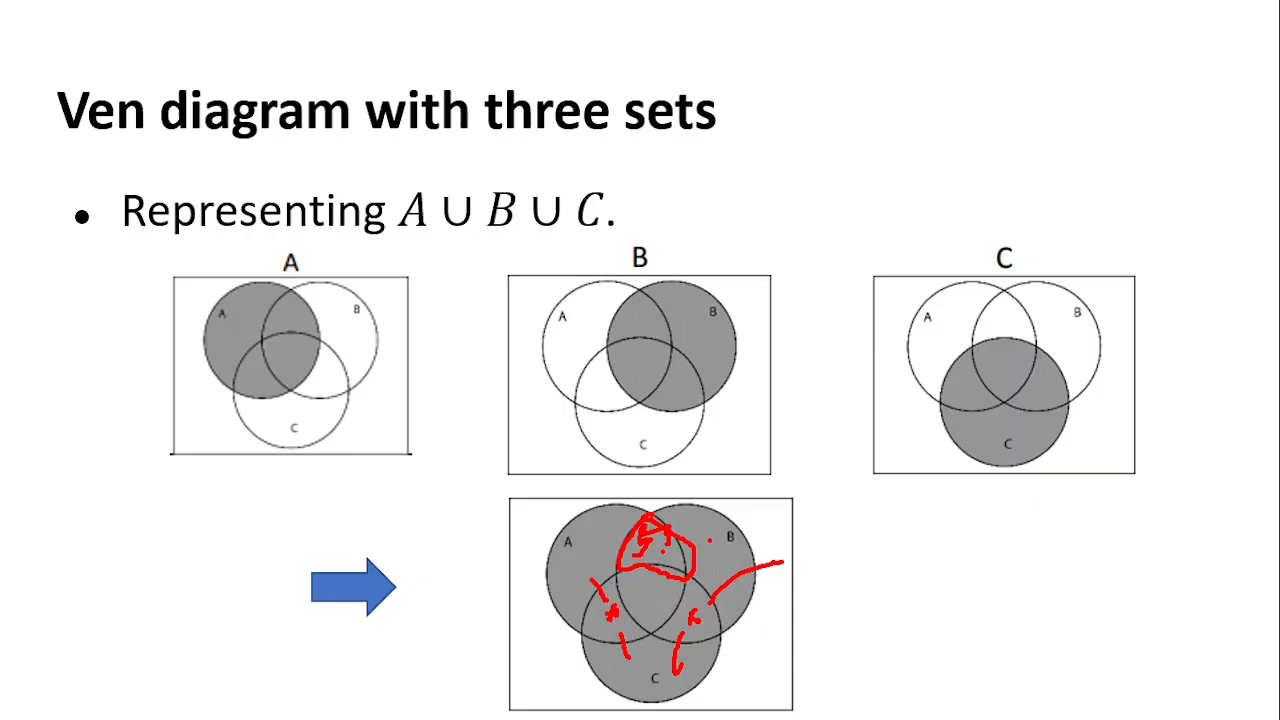 Ven diagram with three sets
● Representing A ∪ B ∪ C.
A
B
C
A
B
C
A
B
C
A
B
C
A
B
C